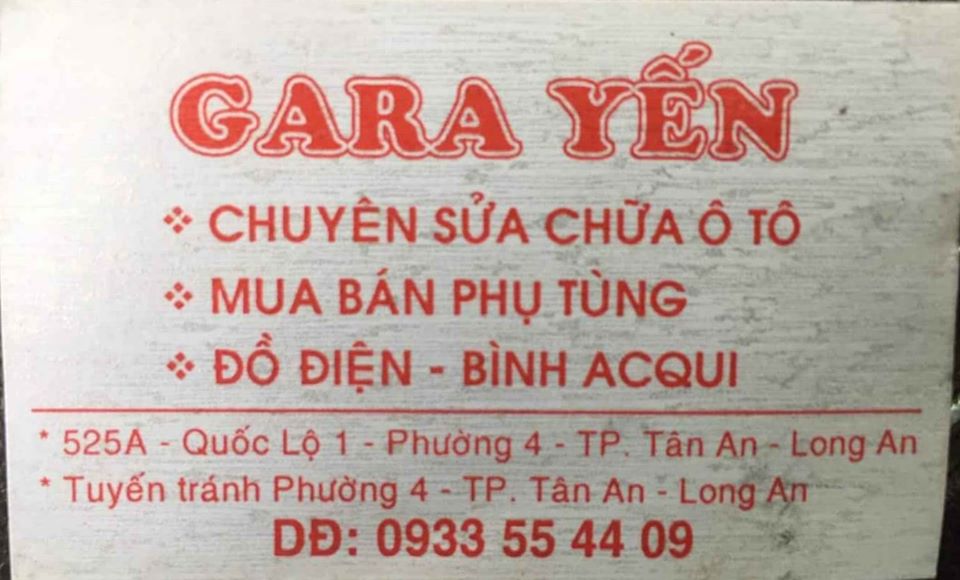 GARA YẾN
❖ CHUYÊN SỬA CHỮA Ô TÔ
❖ MUA BÁN PHỤ TÙNG
❖ ĐỒ ĐIỆN - BÌNH ACQUI
* 525A - Quốc Lộ 1 - Phường 4 - TP. Tân An - Long An
* Tuyến tránh Phường 4 - TP. Tân An - Long An
DĐ: 0933 55 44 09